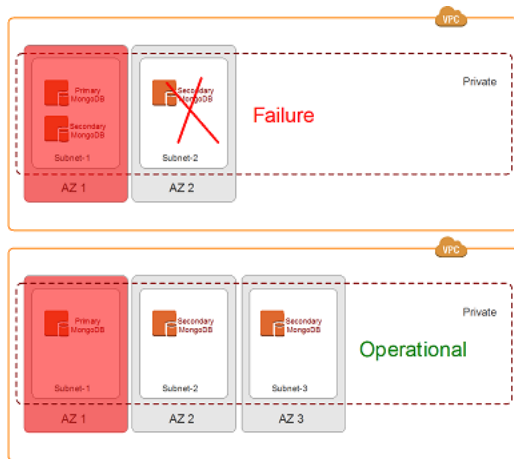 VPC
Private
Primary
MongoDB
Secondary
MongoDB
Subnet-1
AZ 1
Secondary
MongoDB
Subnet-2
AZ 2
Failure
VPC
Private
Primary
MongoDB
Subnet-1
AZ 1
Secondary
MongoDB
Subnet-2
AZ 2
Secondary
MongoDB
Subnet-3
AZ 3
Operational